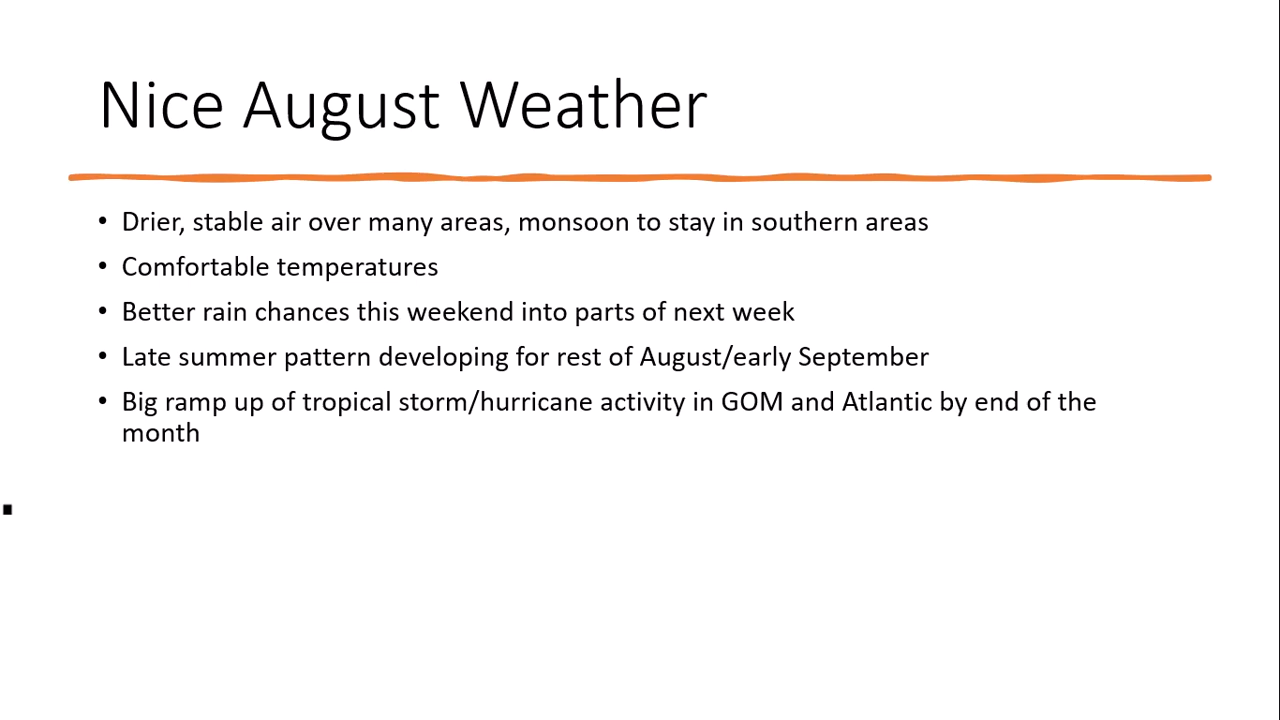 Nice August Weather
• Drier, stable air over many areas, monsoon to stay in southern areas
• Comfortable temperatures
• Better rain chances this weekend into parts of next week
• Late summer pattern developing for rest of August/early September
• Big ramp up of tropical storm/hurricane activity in GOM and Atlantic by end of the
month